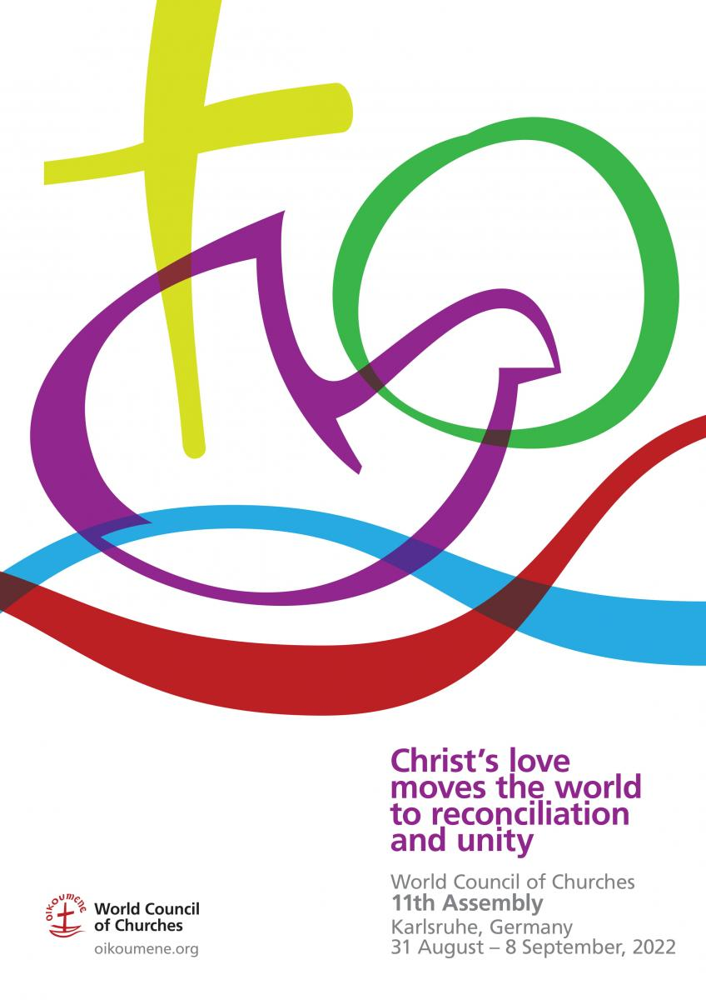 Christ’s love
moves the world
to reconciliation
and unity
World Council of Churches
11th Assembly
Karlsruhe, Germany
31 August – 8 September, 2022
OIKOUMENE
World Council
of Churches
oikoumene.org